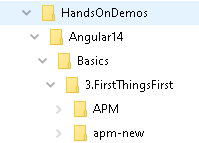 HandsOnDemos
Angular14
Basics
3.FirstThingsFirst
APM
apm-new